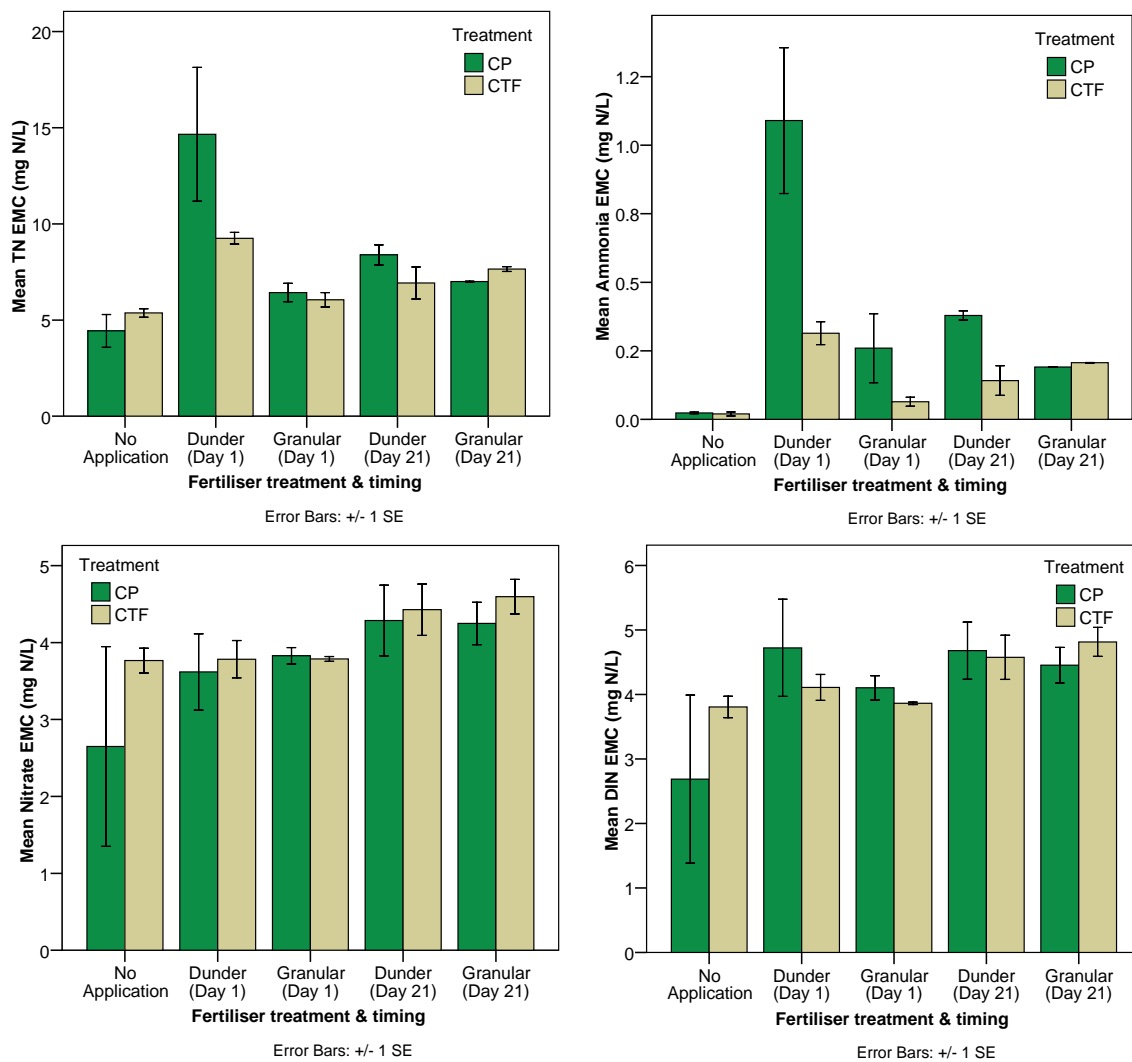 Mean TN EMC (mg N/L)
20
15
10
5
0
Treatment
CP
CTF
No Application
Dunder (Day 1)
Granular (Day 1)
Dunder (Day 21)
Granular (Day 21)
Fertiliser treatment & timing
Error Bars: +/- 1 SE
Mean Ammonia EMC (mg N/L)
1.2
1.0
0.8
0.5
0.2
0.0
Treatment
CP
CTF
No Application
Dunder (Day 1)
Granular (Day 1)
Dunder (Day 21)
Granular (Day 21)
Fertiliser treatment & timing
Error Bars: +/- 1 SE
Mean Nitrate EMC (mg N/L)
5
4
3
2
1
0
Treatment
CP
CTF
No Application
Dunder (Day 1)
Granular (Day 1)
Dunder (Day 21)
Granular (Day 21)
Fertiliser treatment & timing
Error Bars: +/- 1 SE
Mean DIN EMC (mg N/L)
6
5
4
3
2
1
0
Treatment
CP
CTF
No Application
Dunder (Day 1)
Granular (Day 1)
Dunder (Day 21)
Granular (Day 21)
Fertiliser treatment & timing
Error Bars: +/- 1 SE